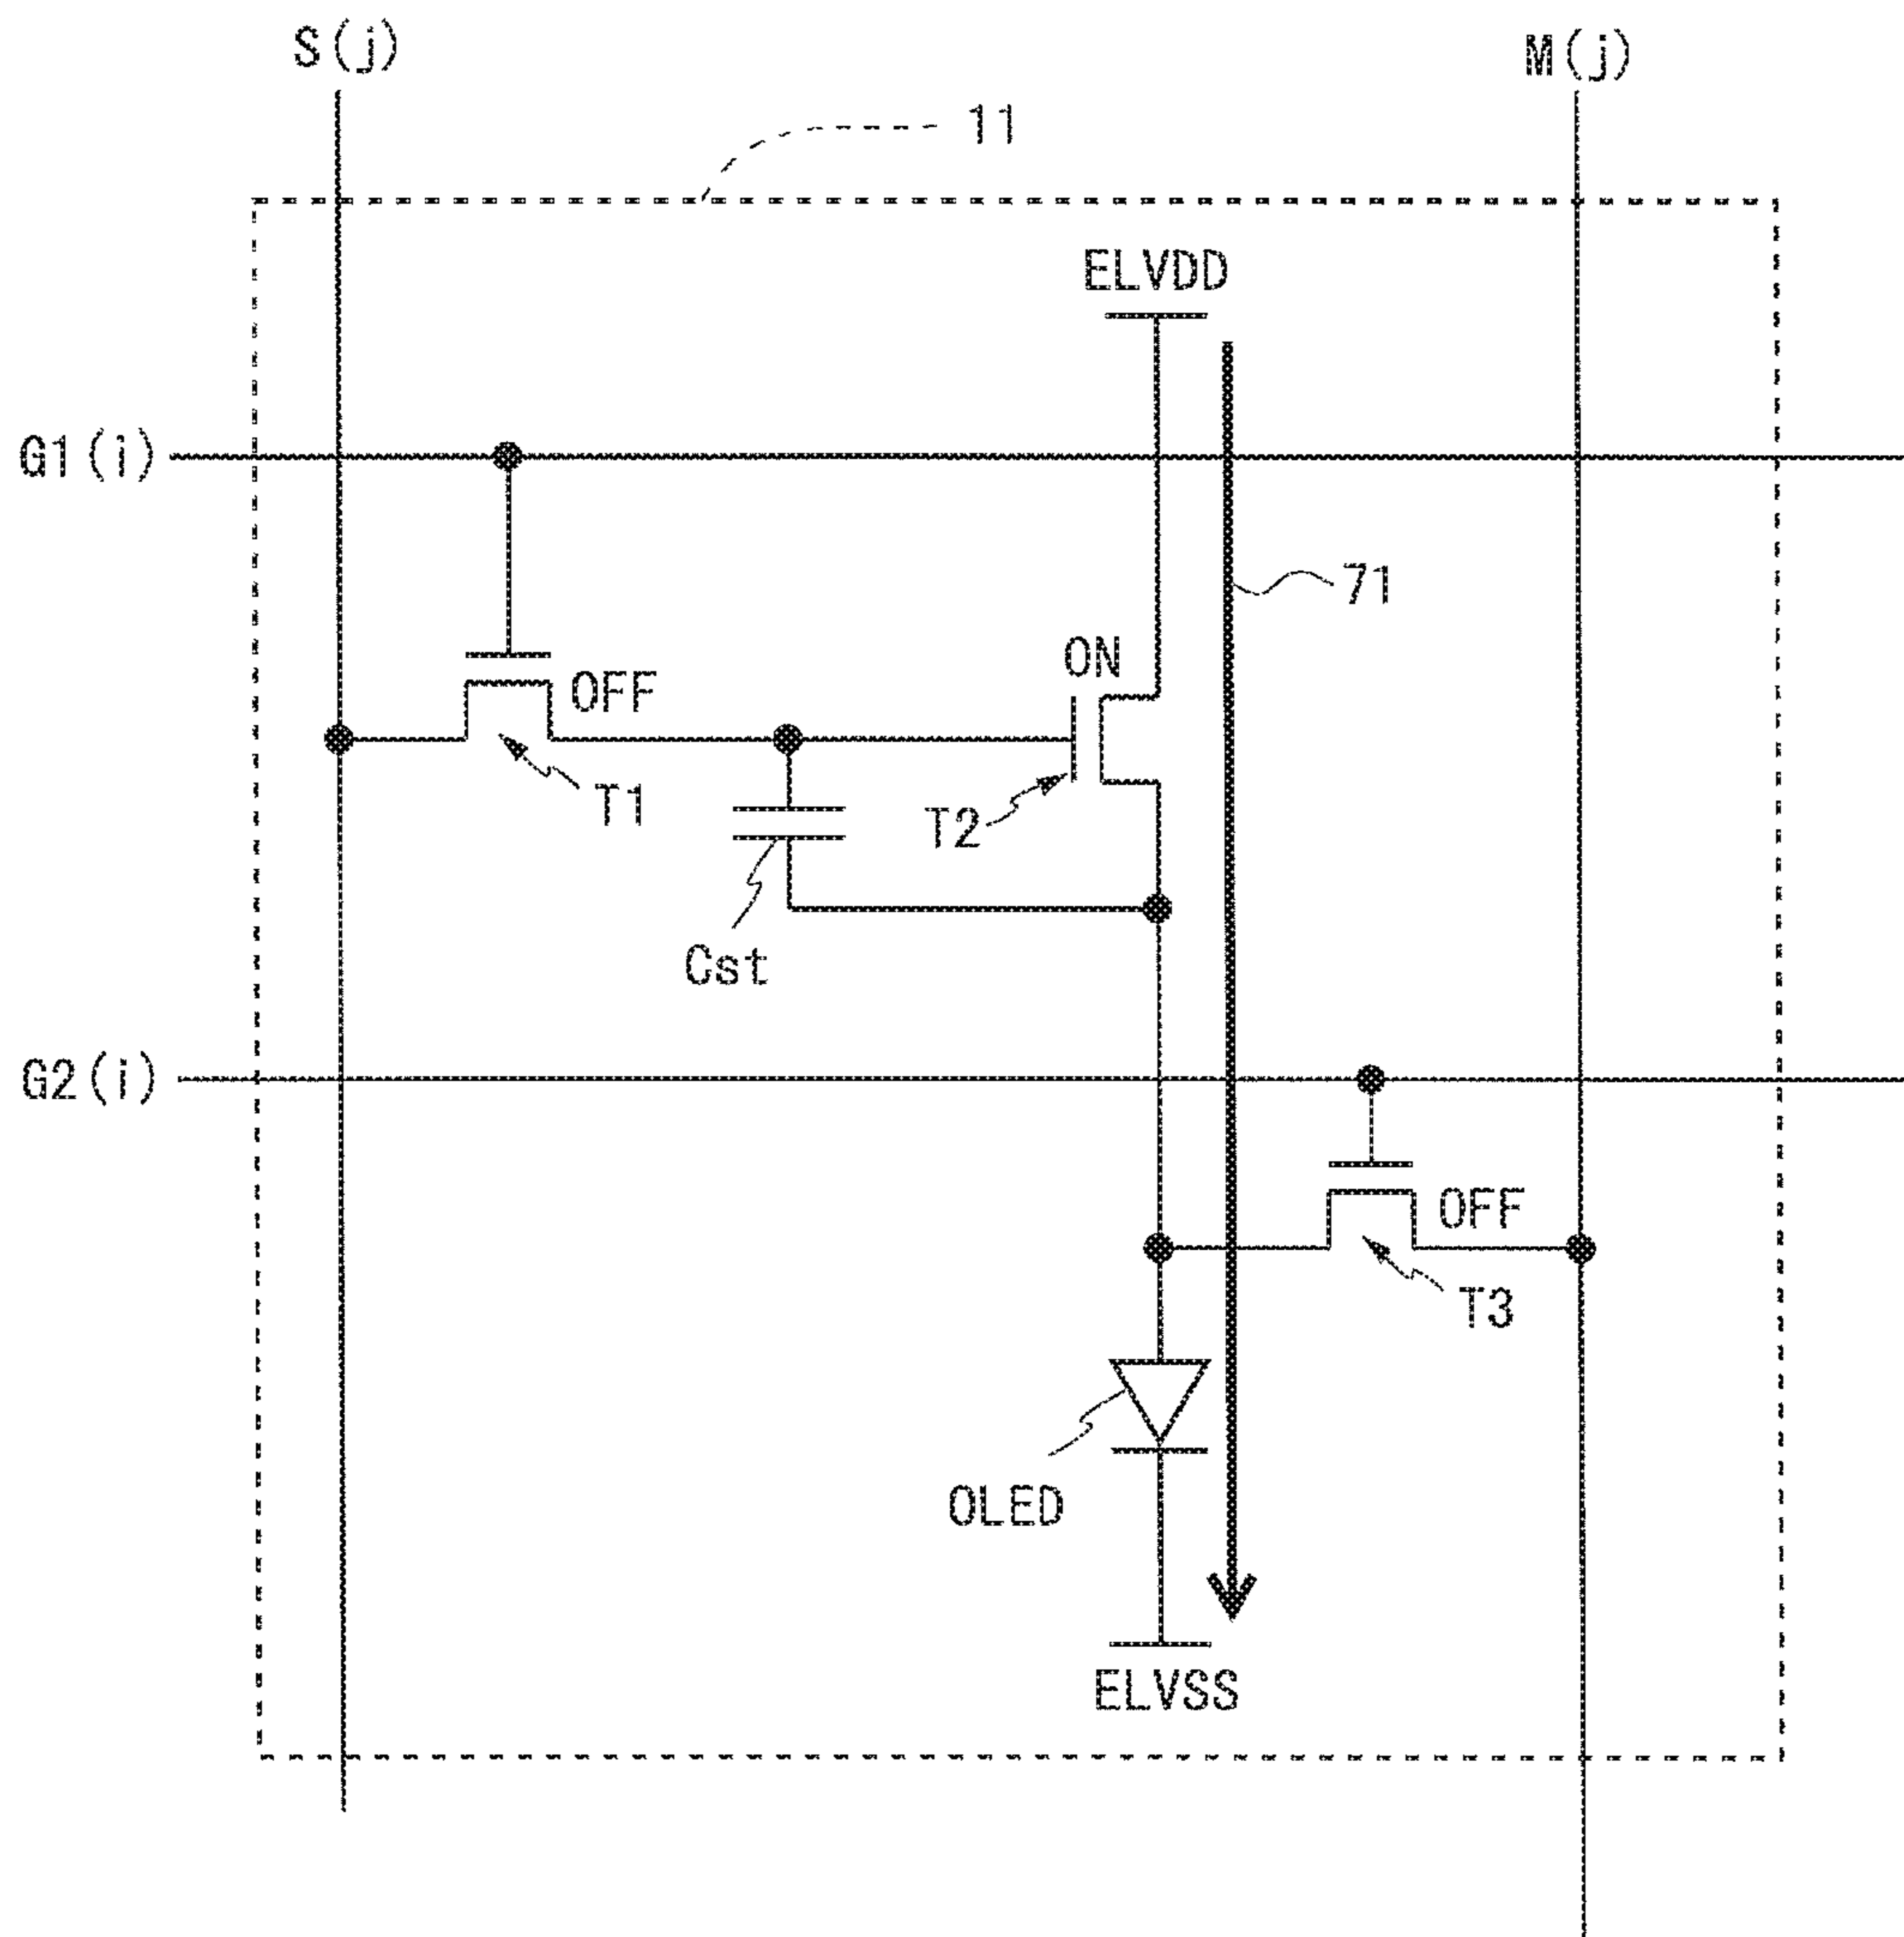 S(j)
M(j)
11
ELVDD
G1(i)
71
ON
OFF
T1
T2
Cst
G2(i)
OFF
T3
OLED
ELVSS